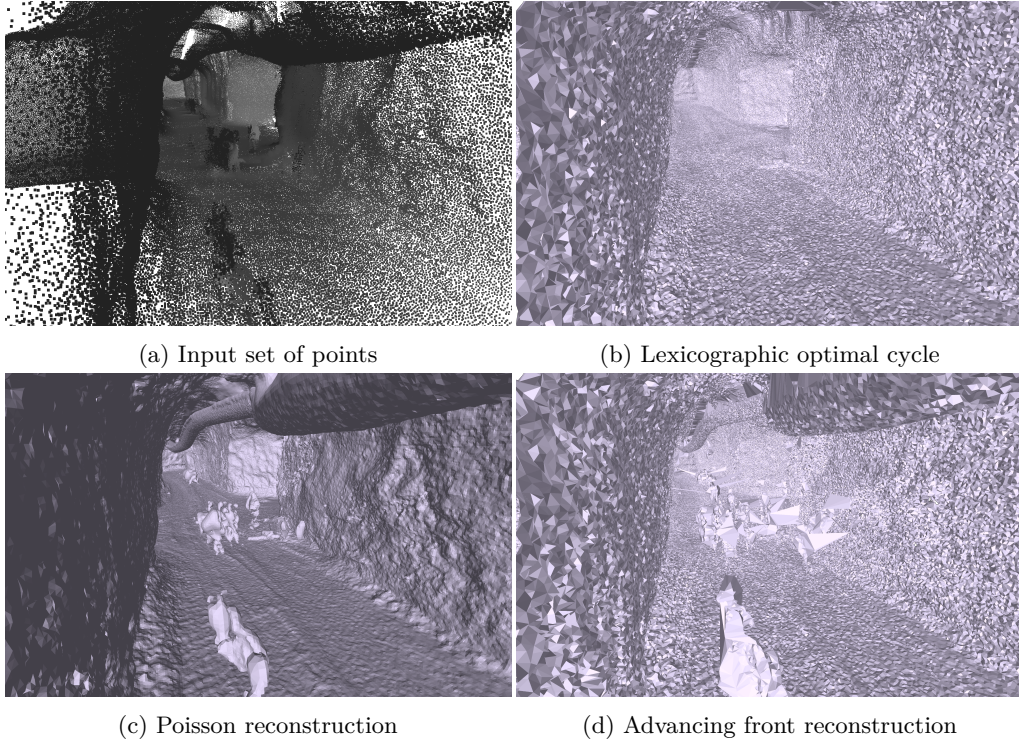 (a) Input set of points
(b) Lexicographic optimal cycle
(c) Poisson reconstruction
(d) Advancing front reconstruction